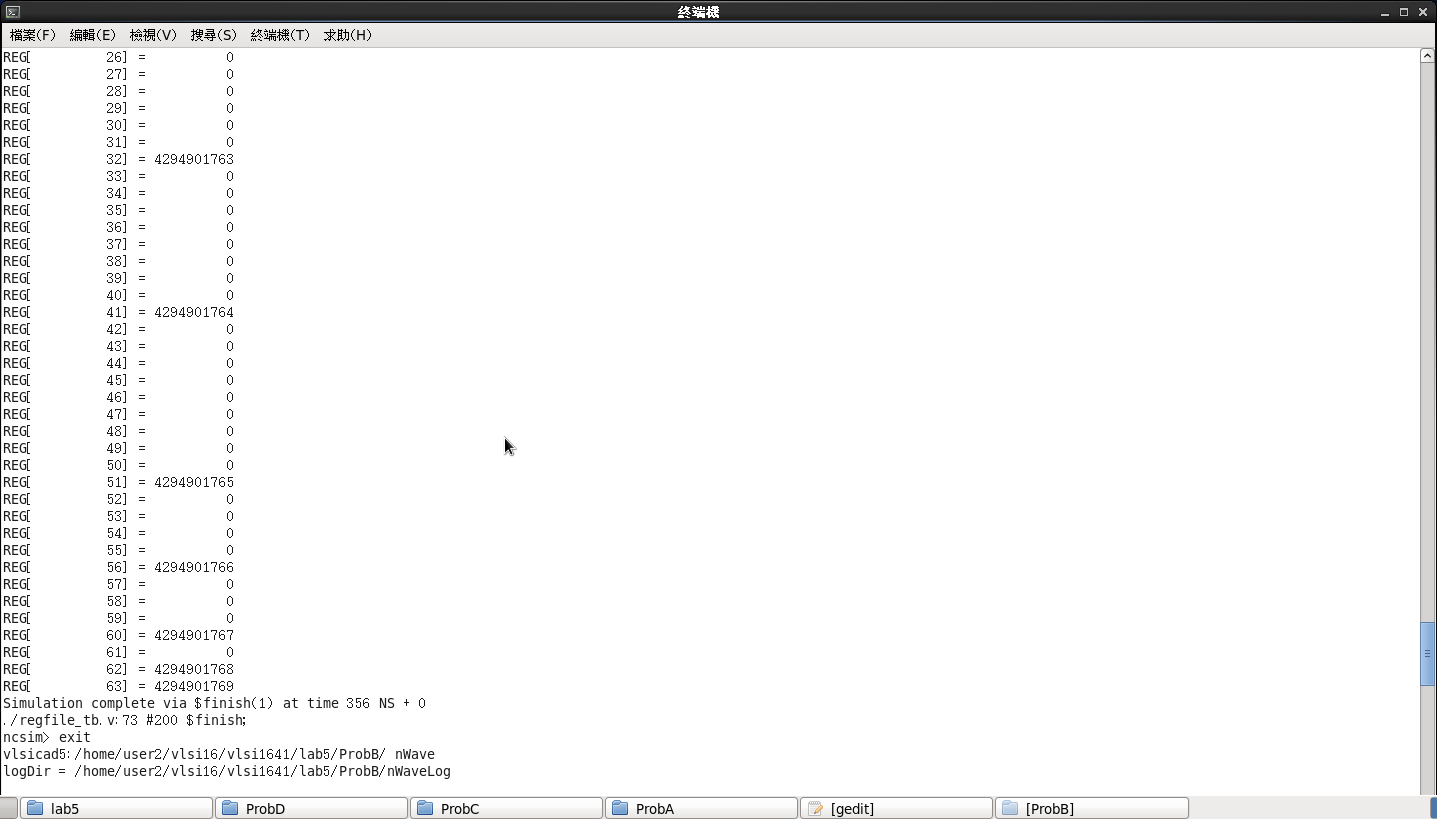 終端機
檔案(F) 編輯(E) 檢視(V) 搜尋(S) 終端機(T) 求助(H)
REG[ 26] = 0
REG[ 27] = 0
REG[ 28] = 0
REG[ 29] = 0
REG[ 30] = 0
REG[ 31] = 0
REG[ 32] = 4294901763
REG[ 33] = 0
REG[ 34] = 0
REG[ 35] = 0
REG[ 36] = 0
REG[ 37] = 0
REG[ 38] = 0
REG[ 39] = 0
REG[ 40] = 0
REG[ 41] = 4294901764
REG[ 42] = 0
REG[ 43] = 0
REG[ 44] = 0
REG[ 45] = 0
REG[ 46] = 0
REG[ 47] = 0
REG[ 48] = 0
REG[ 49] = 0
REG[ 50] = 0
REG[ 51] = 4294901765
REG[ 52] = 0
REG[ 53] = 0
REG[ 54] = 0
REG[ 55] = 0
REG[ 56] = 4294901766
REG[ 57] = 0
REG[ 58] = 0
REG[ 59] = 0
REG[ 60] = 4294901767
REG[ 61] = 0
REG[ 62] = 4294901768
REG[ 63] = 4294901769
Simulation complete via $finish(1) at time 356 NS + 0
./regfile_tb.v:73 #200 $finish;
ncsim> exit
vlsicad5:/home/user2/vlsi16/vlsi1641/lab5/ProbB/ nWave
logDir = /home/user2/vlsi16/vlsi1641/lab5/ProbB/nWaveLog
lab5 ProbD ProbC ProbA [gedit] [ProbB]